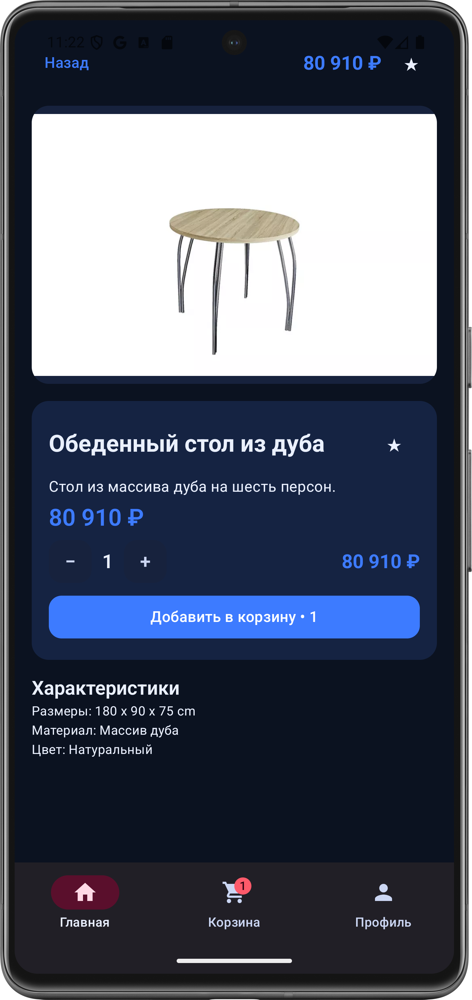 11:22
Назад 80 910 ₽
Обеденный стол из дуба
Стол из массива дуба на шесть персон.
80 910 ₽
− 1 + 80 910 ₽
Добавить в корзину • 1
Характеристики
Размеры: 180 x 90 x 75 cm
Материал: Массив дуба
Цвет: Натуральный
1
Главная Корзина Профиль